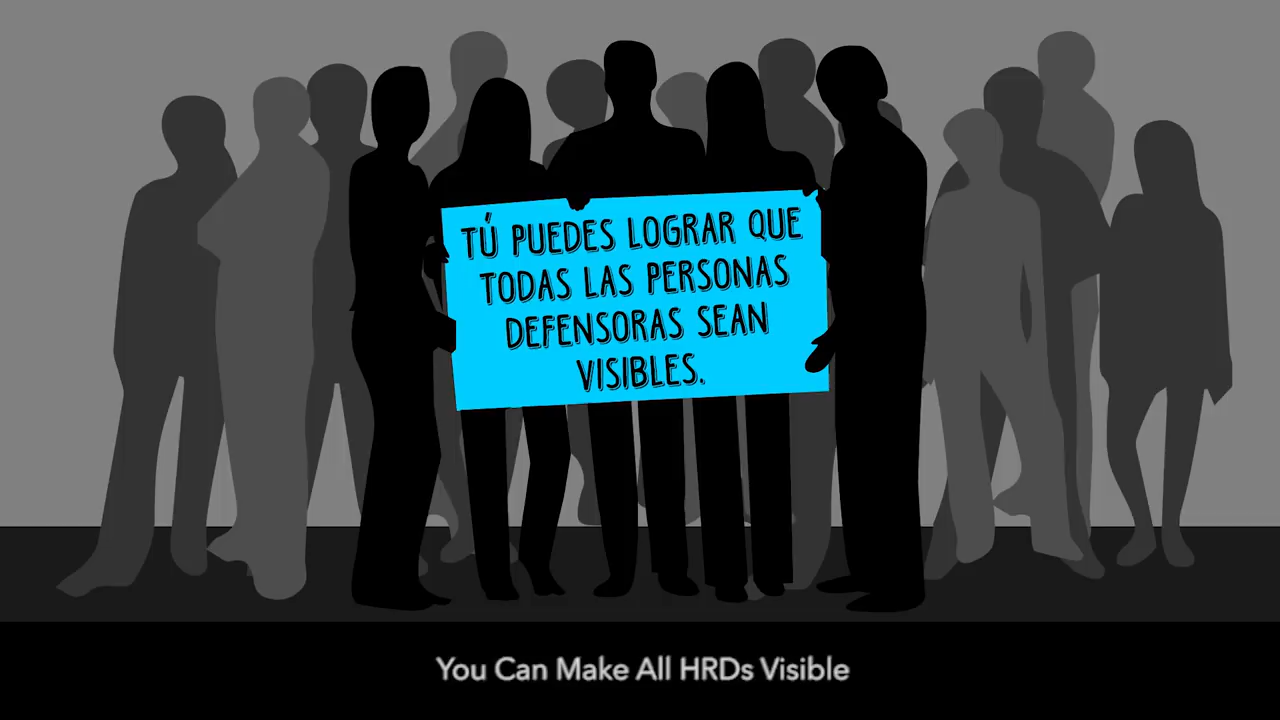 TÚ PUEDES LOGRAR QUE
TODAS LAS PERSONAS
DEFENSORAS SEAN
VISIBLES.
You Can Make All HRDs Visible